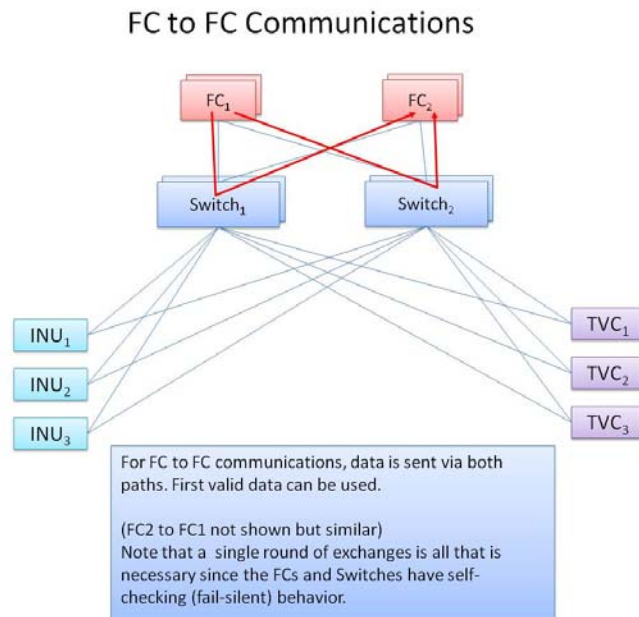 FC to FC Communications
FC₁ FC₂
Switch₁ Switch₂
INU₁ TVC₁
INU₂ TVC₂
INU₃ TVC₃
For FC to FC communications, data is sent via both
paths. First valid data can be used.
(FC2 to FC1 not shown but similar)
Note that a single round of exchanges is all that is
necessary since the FCs and Switches have self-
checking (fail-silent) behavior.